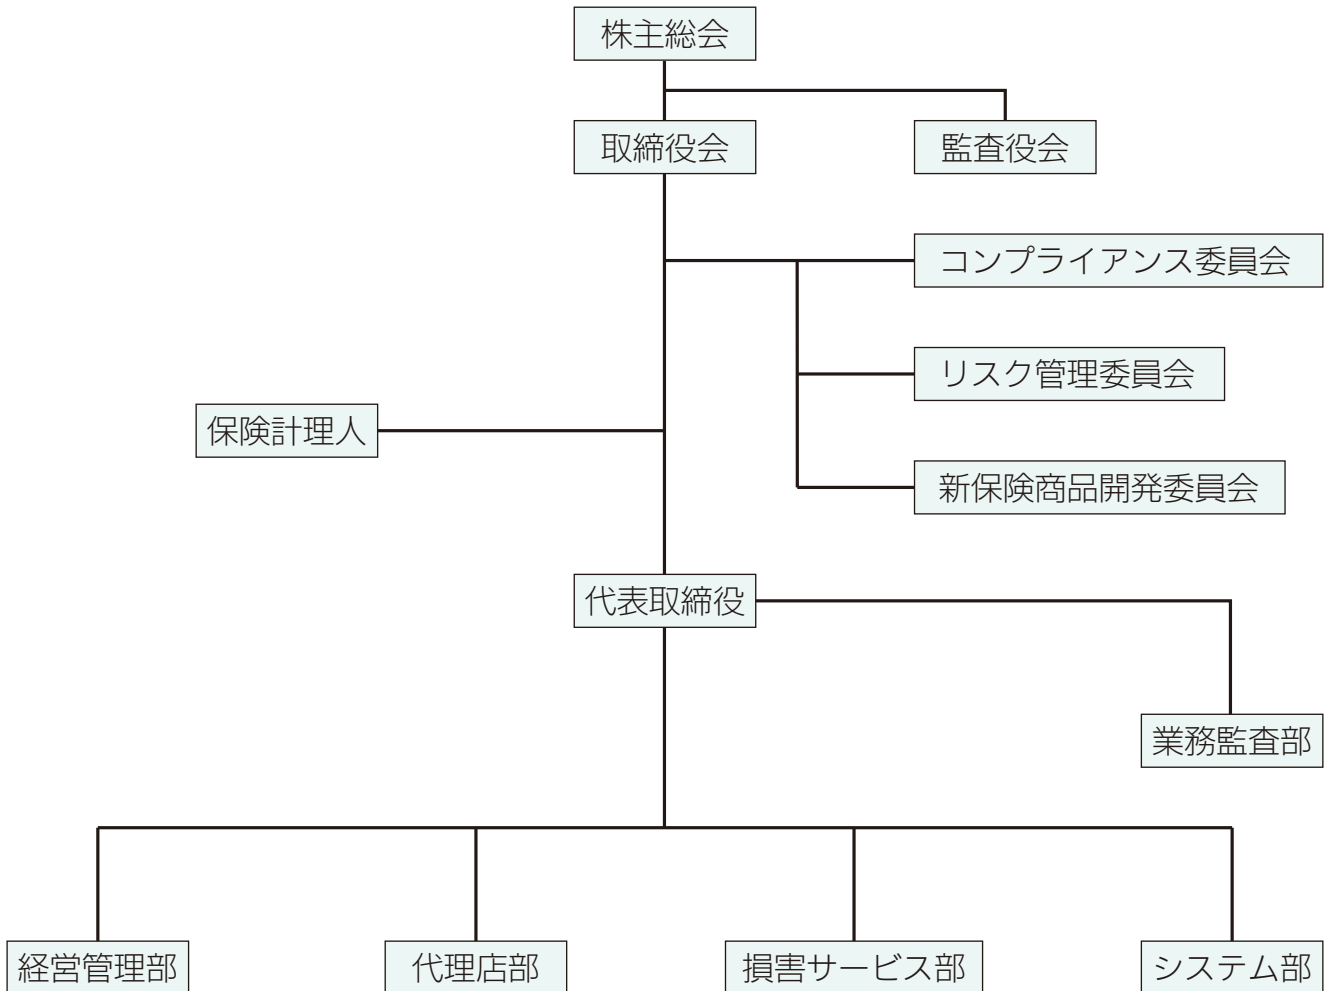 株主総会
取締役会
監査役会
コンプライアンス委員会
リスク管理委員会
保険計理人
新保険商品開発委員会
代表取締役
業務監査部
経営管理部
代理店部
損害サービス部
システム部